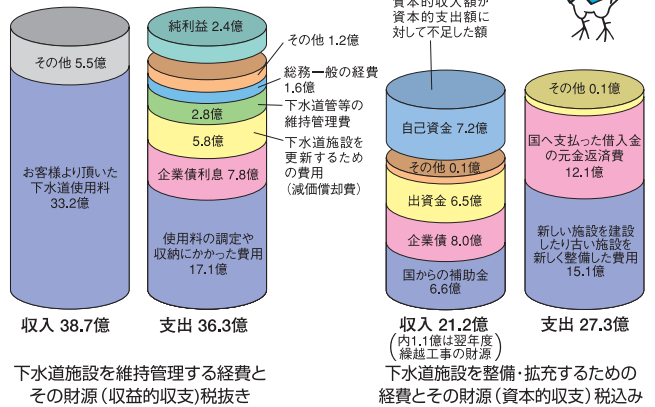 その他 5.5億
お客様より頂いた
下水道使用料
33.2億
収入 38.7億
純利益 2.4億
その他 1.2億
総務一般の経費
1.6億
2.8億
下水道管等の
維持管理費
5.8億
下水道施設を
更新するため
の費用
(減価償却費)
企業債利息 7.8億
使用料の調定や
収納にかかった費用
17.1億
支出 36.3億
下水道施設を維持管理する経費と
その財源(収益的収支)税抜き
資本的収入額が
資本的支出額に
対して不足した額
自己資金 7.2億
その他 0.1億
出資金 6.5億
企業債 8.0億
国からの補助金
6.6億
収入 21.2億
(内1.1億は翌年度
繰越工事の財源)
その他 0.1億
国へ支払った借入金
の元金返済費
12.1億
新しい施設を建設
したり古い施設を
新しく整備した費用
15.1億
支出 27.3億
下水道施設を整備・拡充するための
経費とその財源(資本的収支)税込み